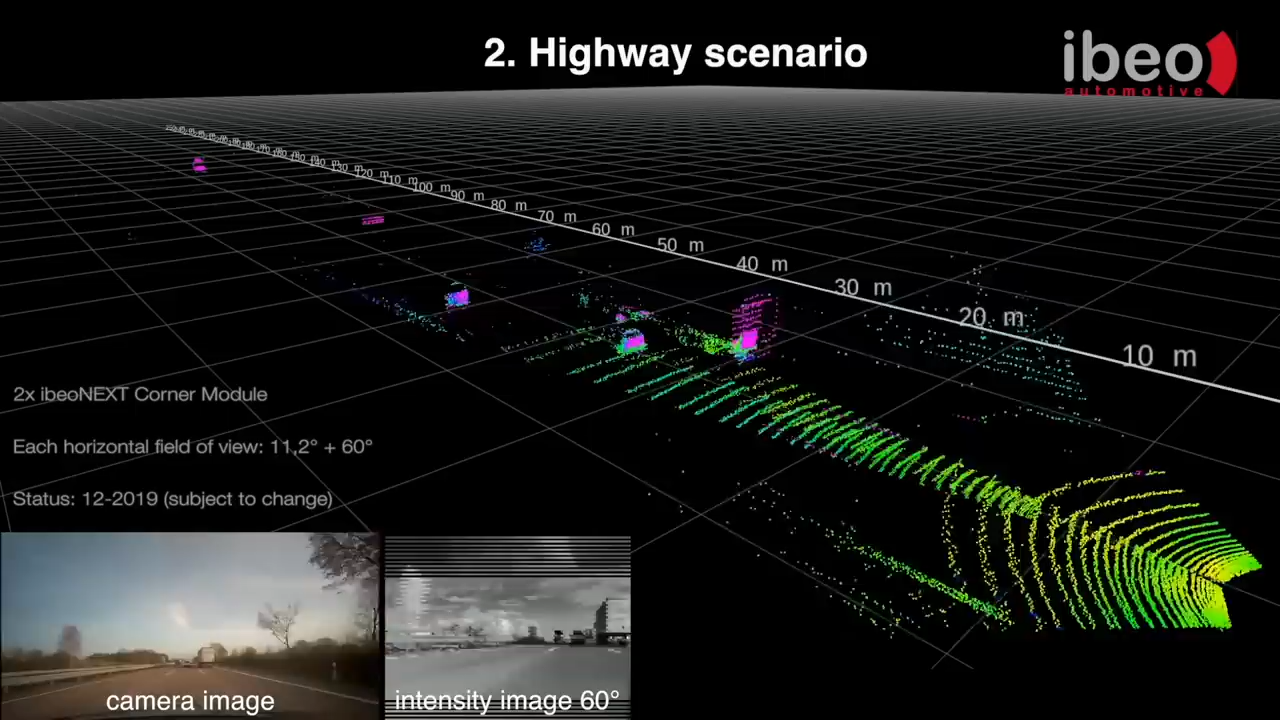 2. Highway scenario
ibeo
automotive
130 m
120 m
110 m
100 m
90 m
80 m
70 m
60 m
50 m
40 m
30 m
20 m
10 m
2x ibeoNEXT Corner Module
Each horizontal field of view: 11,2° + 60°
Status: 12-2019 (subject to change)
camera image
intensity image 60°